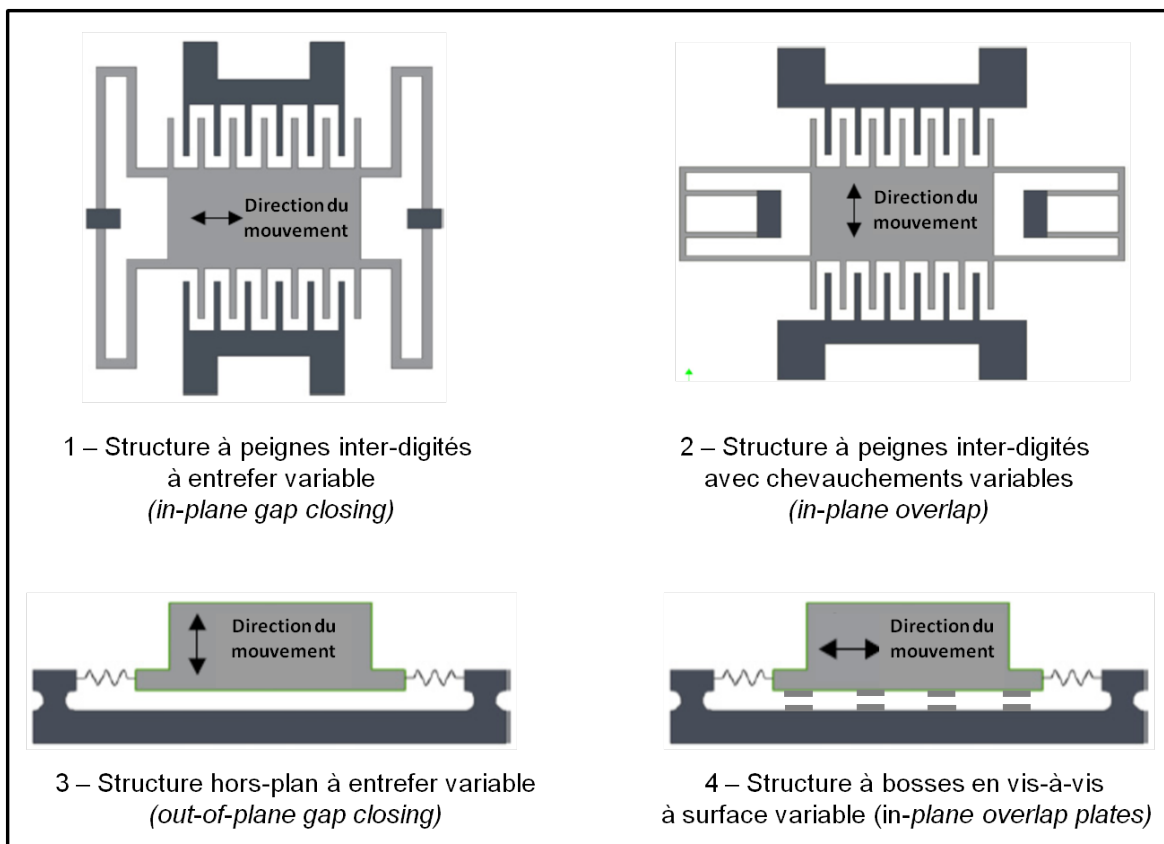 Direction du
mouvement
Direction du
mouvement
1 – Structure à peignes inter-digités
à entrefer variable
(in-plane gap closing)
2 – Structure à peignes inter-digités
avec chevauchements variables
(in-plane overlap)
Direction du
mouvement
Direction du
mouvement
3 – Structure hors-plan à entrefer variable
(out-of-plane gap closing)
4 – Structure à bosses en vis-à-vis
à surface variable (in-plane overlap plates)